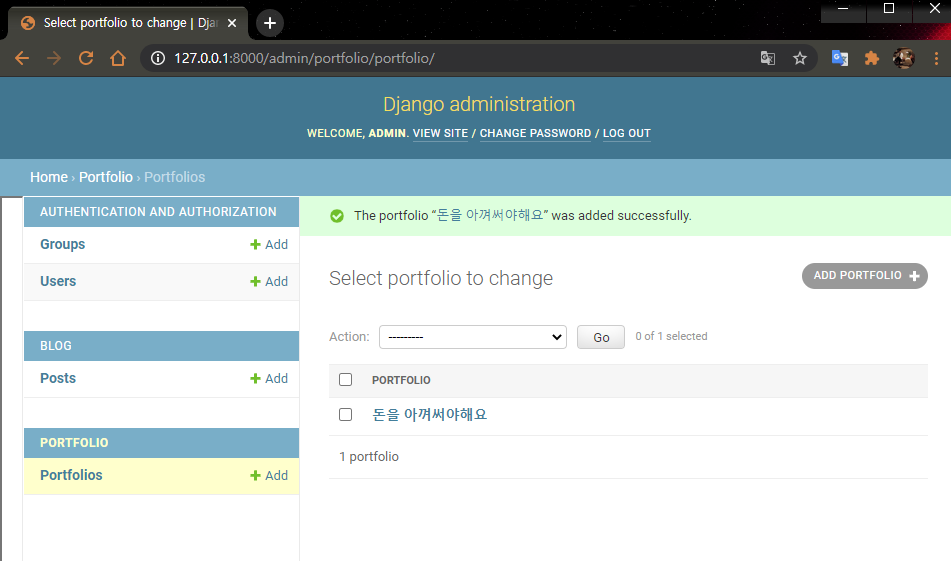 Select portfolio to change | Dja
127.0.0.1:8000/admin/portfolio/portfolio/
Django administration
WELCOME, ADMIN. VIEW SITE / CHANGE PASSWORD / LOG OUT
Home › Portfolio › Portfolios
AUTHENTICATION AND AUTHORIZATION
Groups + Add
Users + Add
BLOG
Posts + Add
PORTFOLIO
Portfolios + Add
The portfolio “돈을 아껴써야해요” was added successfully.
Select portfolio to change
ADD PORTFOLIO +
Action: --------- Go 0 of 1 selected
PORTFOLIO
돈을 아껴써야해요
1 portfolio